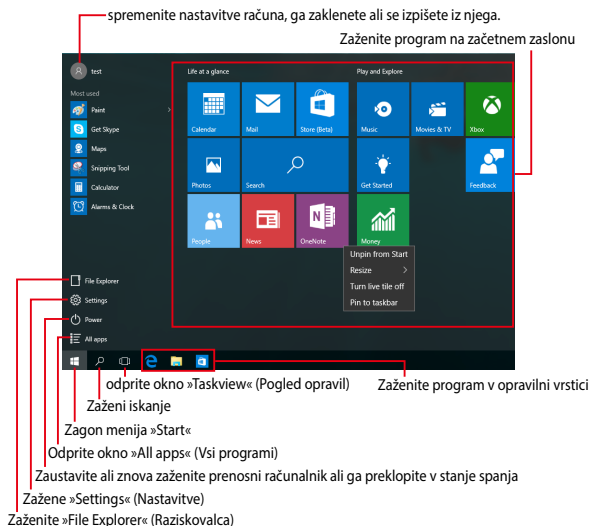 spremenite nastavitve računa, ga zaklenete ali se izpišete iz njega.
Zaženite program na začetnem zaslonu
test
Most used
Paint
Get Skype
Maps
Snipping Tool
Calculator
Alarms & Clock
File Explorer
Settings
Power
All apps
Life at a glance
Calendar
Mail
Store (Beta)
Photos
Search
People
News
OneNote
Play and Explore
Music
Movies & TV
Xbox
Get Started
Feedback
Money
Unpin from Start
Resize
Turn live tile off
Pin to taskbar
odprite okno »Taskview« (Pogled opravil)
Zaženite program v opravilni vrstici
Zaženi iskanje
Zagon menija »Start«
Odprite okno »All apps« (Vsi programi)
Zaustavite ali znova zaženite prenosni računalnik ali ga preklopite v stanje spanja
Zažene »Settings« (Nastavitve)
Zaženite »File Explorer« (Raziskovalca)